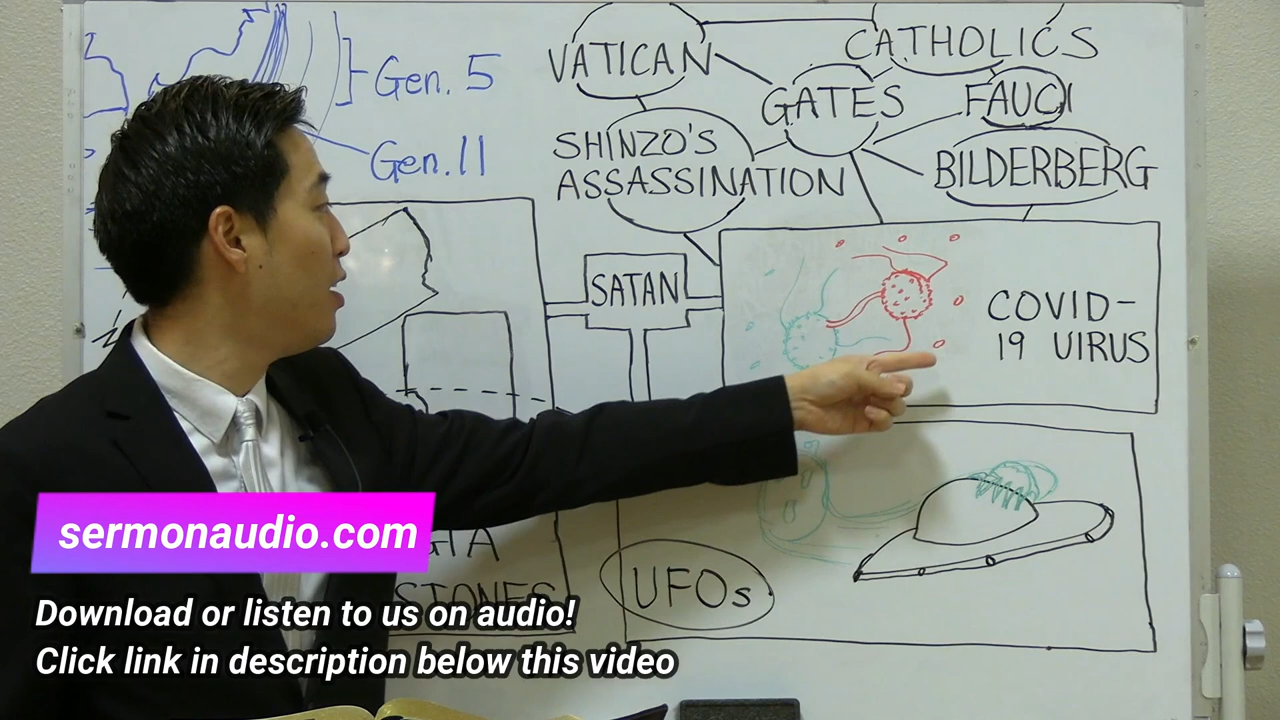 Gen. 5
Gen. 11
VATICAN
CATHOLICS
GATES
FAUCI
SHINZO'S
ASSASSINATION
BILDERBERG
SATAN
COVID-
19 VIRUS
UFOs
STONES
sermonaudio.com
Download or listen to us on audio!
Click link in description below this video